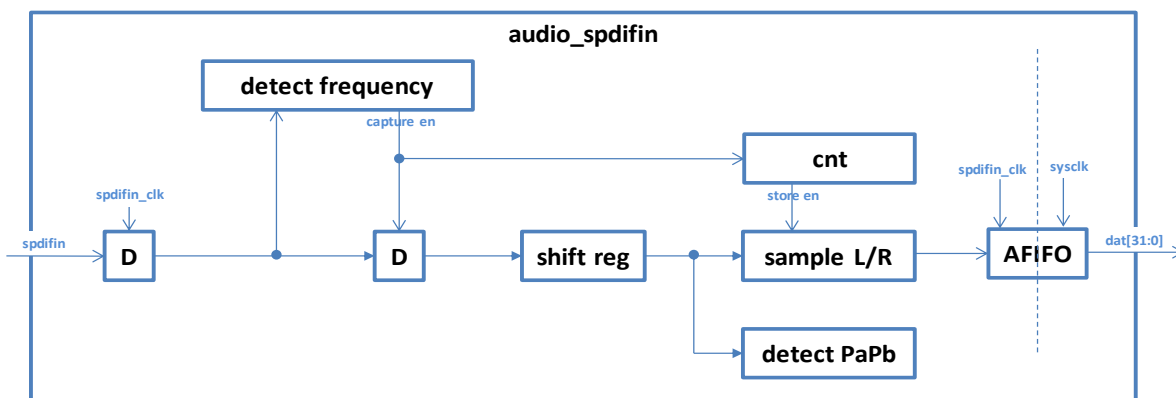 audio_spdifin
detect frequency
capture en
cnt
spdifin_clk
spdifin_clk
sysclk
store en
spdifin
D
D
shift reg
sample L/R
AFIFO
dat[31:0]
detect PaPb